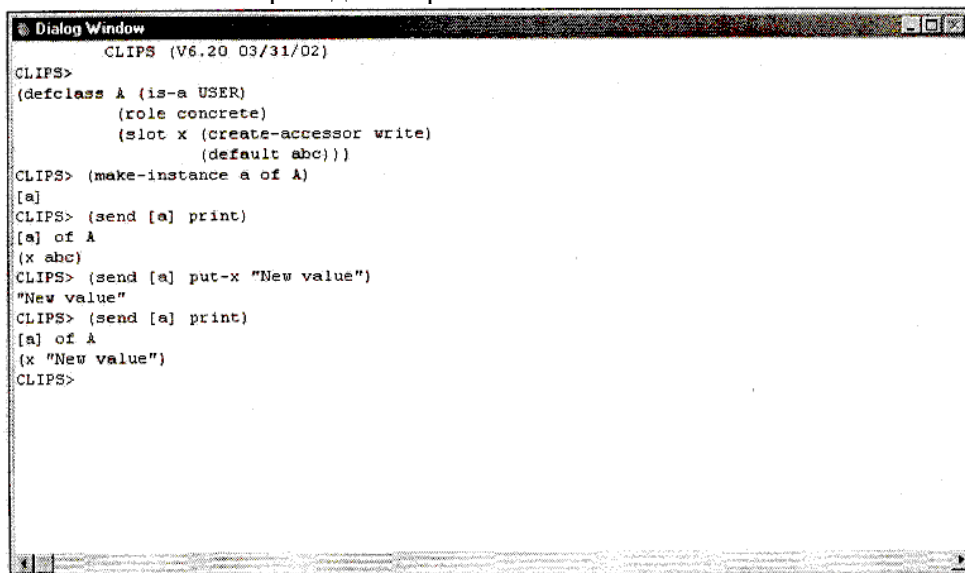 Dialog Window
CLIPS (V6.20 03/31/02)
CLIPS>
(defclass A (is-a USER)
(role concrete)
(slot x (create-accessor write)
(default abc)))
CLIPS> (make-instance a of A)
[a]
CLIPS> (send [a] print)
[a] of A
(x abc)
CLIPS> (send [a] put-x "New value")
"New value"
CLIPS> (send [a] print)
[a] of A
(x "New value")
CLIPS>